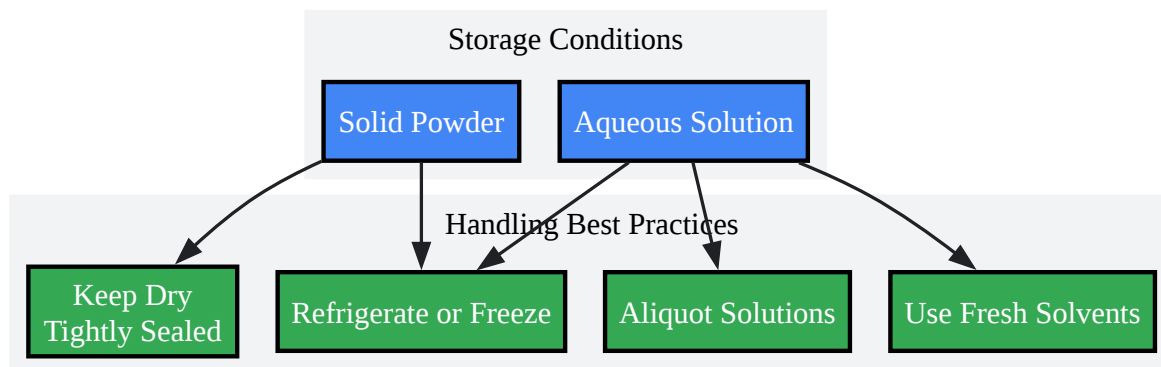 Storage Conditions
Solid Powder
Aqueous Solution
Handling Best Practices
Keep Dry
Tightly Sealed
Refrigerate or Freeze
Aliquot Solutions
Use Fresh Solvents